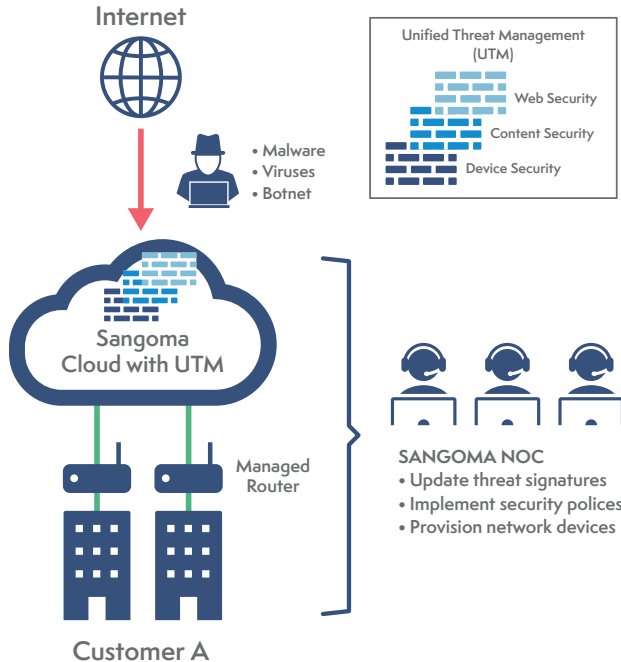 Internet
• Malware
• Viruses
• Botnet
Unified Threat Management
(UTM)
Web Security
Content Security
Device Security
Sangoma
Cloud with UTM
Managed
Router
SANGOMA NOC
• Update threat signatures
• Implement security polices
• Provision network devices
Customer A